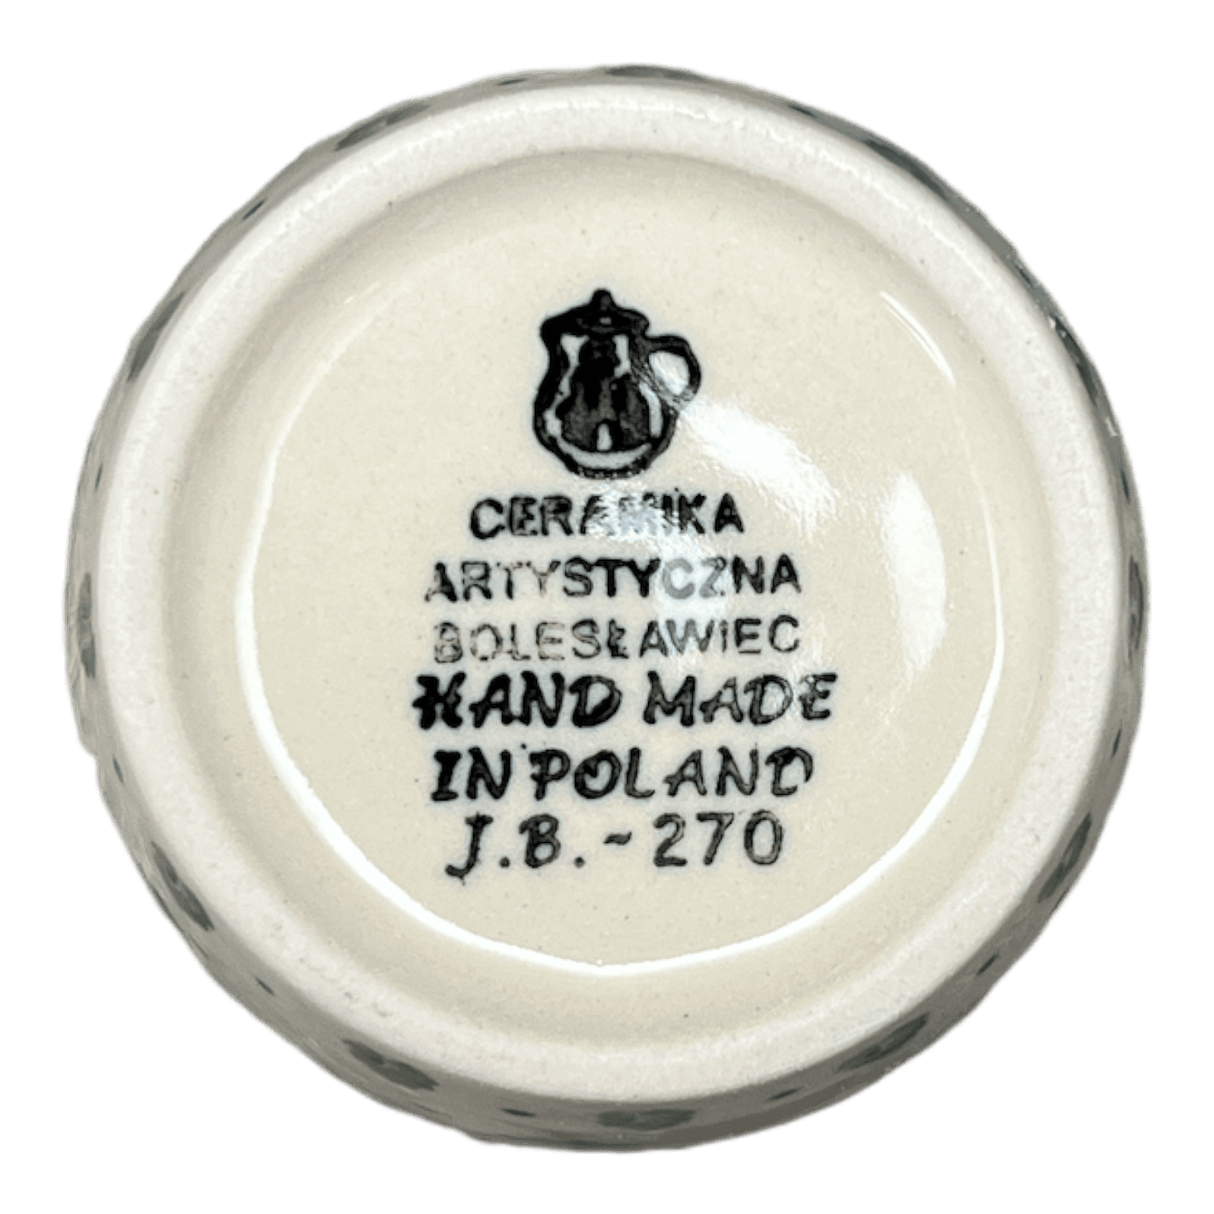 CERAMIKA
ARTYSTYCZNA
BOLESŁAWIEC
HAND MADE
IN POLAND
J.B.-270